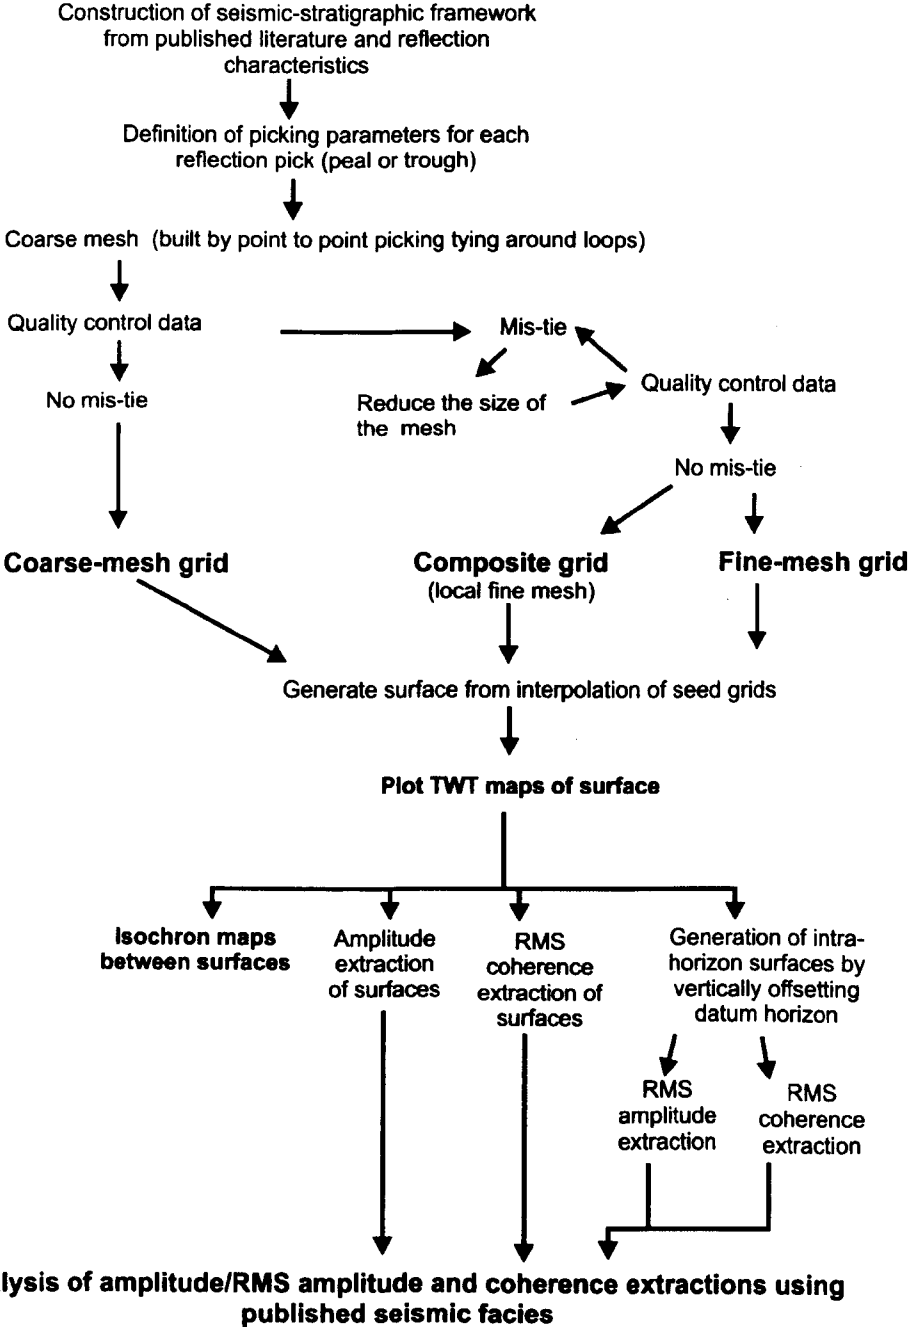 Construction of seismic-stratigraphic framework
from published literature and reflection
characteristics
Definition of picking parameters for each
reflection pick (peal or trough)
Coarse mesh (built by point to point picking tying around loops)
Quality control data
Mis-tie
No mis-tie
Reduce the size of
the mesh
Quality control data
No mis-tie
Coarse-mesh grid
Composite grid
(local fine mesh)
Fine-mesh grid
Generate surface from interpolation of seed grids
Plot TWT maps of surface
Isochron maps
between surfaces
Amplitude
extraction
of surfaces
RMS
coherence
extraction of
surfaces
Generation of intra-
horizon surfaces by
vertically offsetting
datum horizon
RMS
amplitude
extraction
RMS
coherence
extraction
lysis of amplitude/RMS amplitude and coherence extractions using
published seismic facies